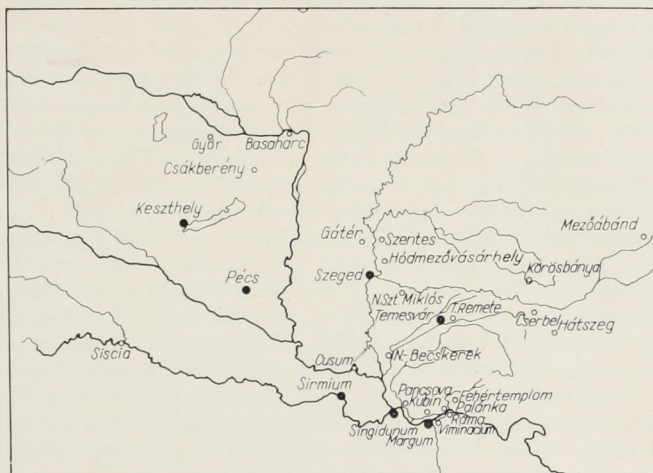 Győr
Basaharc
Csákberény
Keszthely
Gátér
Szentes
Mezőábánd
Hódmezővásárhely
Körösbánya
Pécs
Szeged
N.Szt Miklós
Temesvár
T.Remete
Cserbel
Hátszeg
Siscia
Cusum
N-Becskerek
Sirmium
Pancsova
Fehértemplom
Kubin
Palánka
Singidunum
Rama
Margum
Viminacium